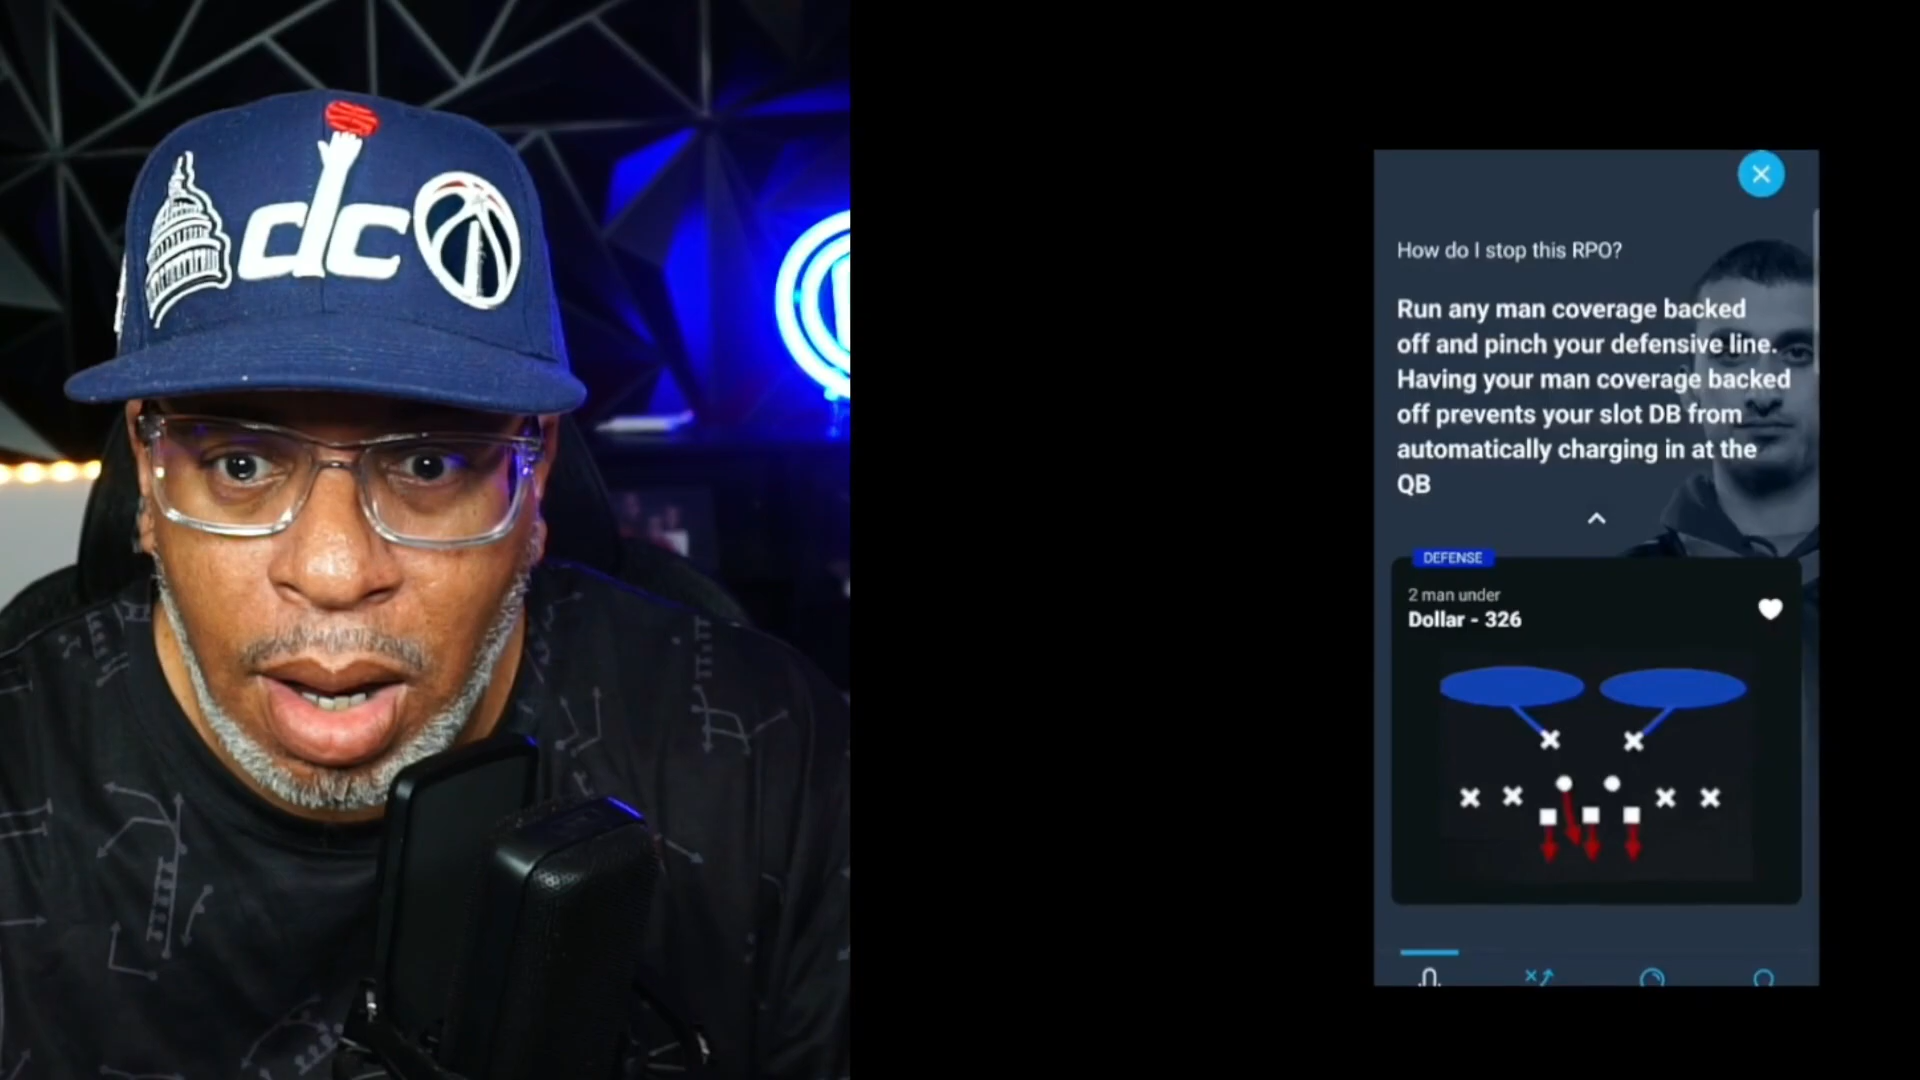 dc
How do I stop this RPO?
Run any man coverage backed
off and pinch your defensive line.
Having your man coverage backed
off prevents your slot DB from
automatically charging in at the
QB
DEFENSE
2 man under
Dollar - 326